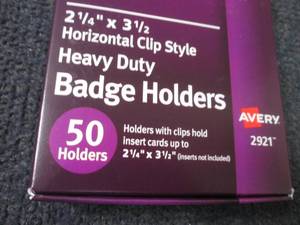 2 1/4" x 3 1/2
Horizontal Clip Style
Heavy Duty
Badge Holders
50
Holders
Holders with clips hold
insert cards up to
2 1/4" x 3 1/2" (Inserts not included)
AVERY
2921™